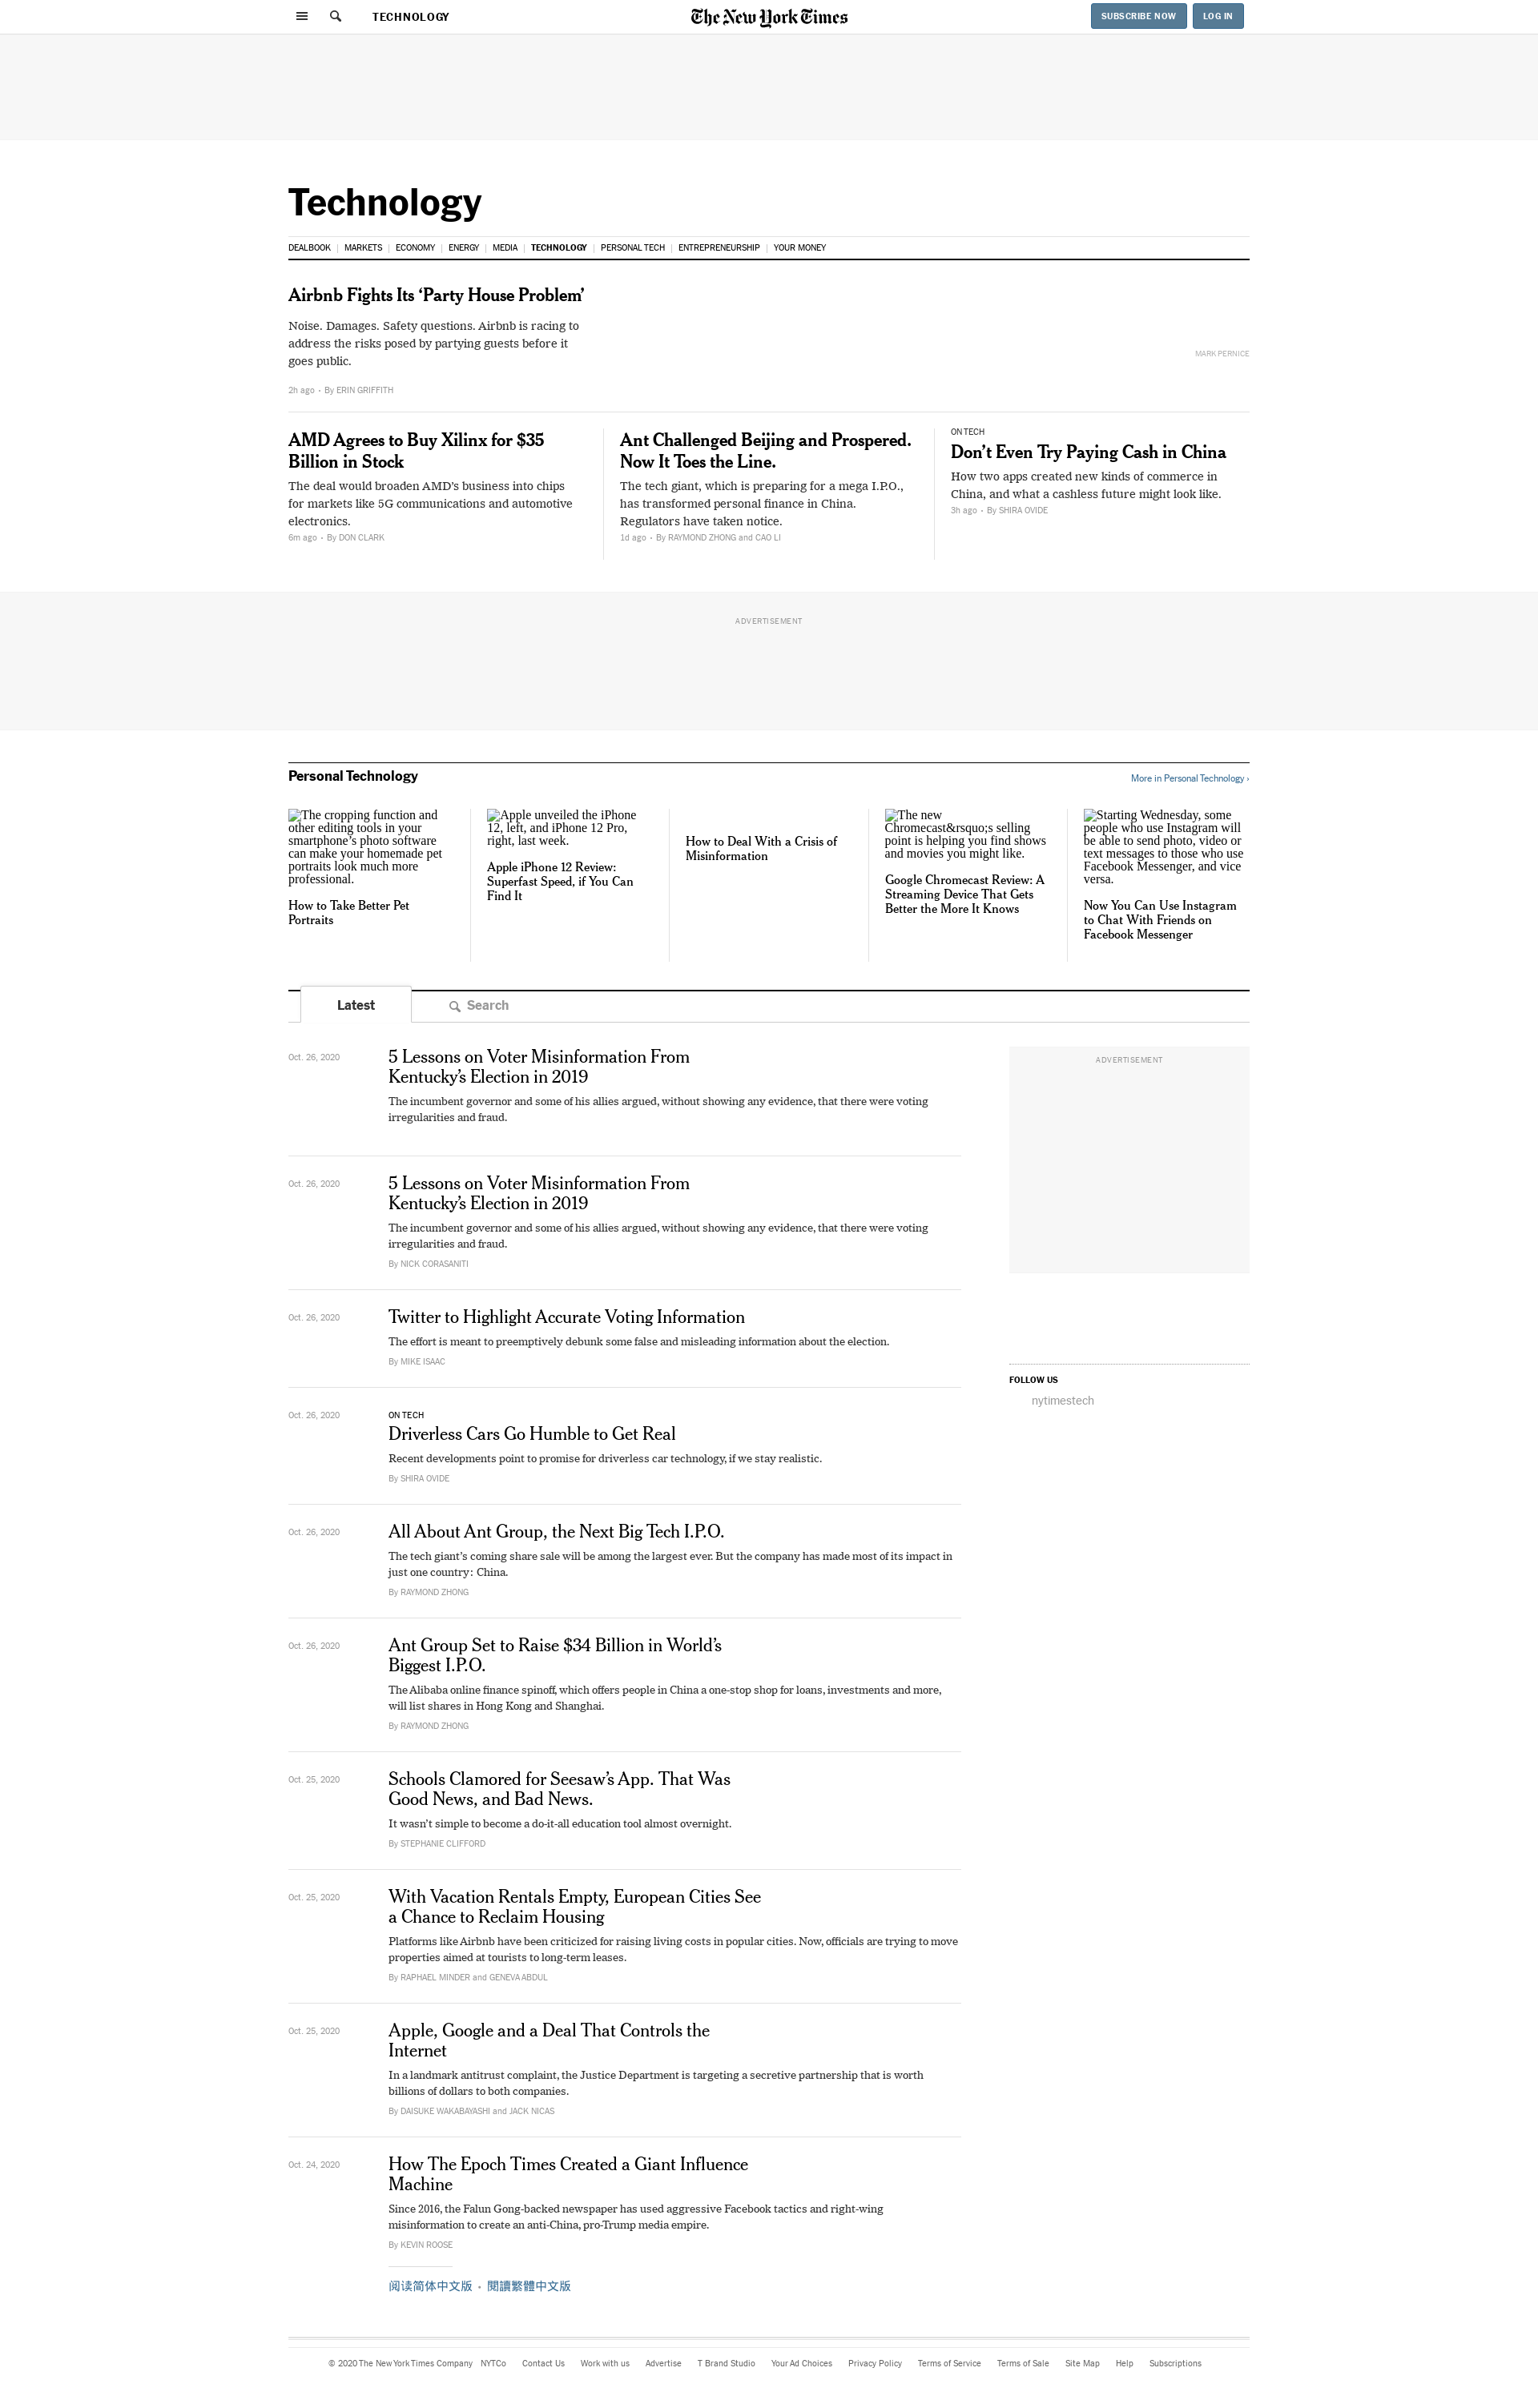 TECHNOLOGY
The New York Times
SUBSCRIBE NOW
LOG IN
Technology
DEALBOOK
MARKETS
ECONOMY
ENERGY
MEDIA
TECHNOLOGY
PERSONAL TECH
ENTREPRENEURSHIP
YOUR MONEY
Airbnb Fights Its ‘Party House Problem’
Noise. Damages. Safety questions. Airbnb is racing to
address the risks posed by partying guests before it
goes public.
2h ago • By ERIN GRIFFITH
MARK PERNICE
AMD Agrees to Buy Xilinx for $35
Billion in Stock
The deal would broaden AMD’s business into chips
for markets like 5G communications and automotive
electronics.
6m ago • By DON CLARK
Ant Challenged Beijing and Prospered.
Now It Toes the Line.
The tech giant, which is preparing for a mega I.P.O.,
has transformed personal finance in China.
Regulators have taken notice.
1d ago • By RAYMOND ZHONG and CAO LI
ON TECH
Don’t Even Try Paying Cash in China
How two apps created new kinds of commerce in
China, and what a cashless future might look like.
3h ago • By SHIRA OVIDE
ADVERTISEMENT
Personal Technology
More in Personal Technology ›
The cropping function and
other editing tools in your
smartphone’s photo software
can make your homemade pet
portraits look much more
professional.
How to Take Better Pet
Portraits
Apple unveiled the iPhone
12, left, and iPhone 12 Pro,
right, last week.
Apple iPhone 12 Review:
Superfast Speed, if You Can
Find It
How to Deal With a Crisis of
Misinformation
The new
Chromecast&rsquo;s selling
point is helping you find shows
and movies you might like.
Google Chromecast Review: A
Streaming Device That Gets
Better the More It Knows
Starting Wednesday, some
people who use Instagram will
be able to send photo, video or
text messages to those who use
Facebook Messenger, and vice
versa.
Now You Can Use Instagram
to Chat With Friends on
Facebook Messenger
Latest
Search
Oct. 26, 2020
5 Lessons on Voter Misinformation From
Kentucky’s Election in 2019
The incumbent governor and some of his allies argued, without showing any evidence, that there were voting
irregularities and fraud.
ADVERTISEMENT
Oct. 26, 2020
5 Lessons on Voter Misinformation From
Kentucky’s Election in 2019
The incumbent governor and some of his allies argued, without showing any evidence, that there were voting
irregularities and fraud.
By NICK CORASANITI
Oct. 26, 2020
Twitter to Highlight Accurate Voting Information
The effort is meant to preemptively debunk some false and misleading information about the election.
By MIKE ISAAC
FOLLOW US
nytimestech
Oct. 26, 2020
ON TECH
Driverless Cars Go Humble to Get Real
Recent developments point to promise for driverless car technology, if we stay realistic.
By SHIRA OVIDE
Oct. 26, 2020
All About Ant Group, the Next Big Tech I.P.O.
The tech giant’s coming share sale will be among the largest ever. But the company has made most of its impact in
just one country: China.
By RAYMOND ZHONG
Oct. 26, 2020
Ant Group Set to Raise $34 Billion in World’s
Biggest I.P.O.
The Alibaba online finance spinoff, which offers people in China a one-stop shop for loans, investments and more,
will list shares in Hong Kong and Shanghai.
By RAYMOND ZHONG
Oct. 25, 2020
Schools Clamored for Seesaw’s App. That Was
Good News, and Bad News.
It wasn’t simple to become a do-it-all education tool almost overnight.
By STEPHANIE CLIFFORD
Oct. 25, 2020
With Vacation Rentals Empty, European Cities See
a Chance to Reclaim Housing
Platforms like Airbnb have been criticized for raising living costs in popular cities. Now, officials are trying to move
properties aimed at tourists to long-term leases.
By RAPHAEL MINDER and GENEVA ABDUL
Oct. 25, 2020
Apple, Google and a Deal That Controls the
Internet
In a landmark antitrust complaint, the Justice Department is targeting a secretive partnership that is worth
billions of dollars to both companies.
By DAISUKE WAKABAYASHI and JACK NICAS
Oct. 24, 2020
How The Epoch Times Created a Giant Influence
Machine
Since 2016, the Falun Gong-backed newspaper has used aggressive Facebook tactics and right-wing
misinformation to create an anti-China, pro-Trump media empire.
By KEVIN ROOSE
阅读简体中文版 • 閱讀繁體中文版
© 2020 The New York Times Company NYTCo Contact Us Work with us Advertise T Brand Studio Your Ad Choices Privacy Policy Terms of Service Terms of Sale Site Map Help Subscriptions